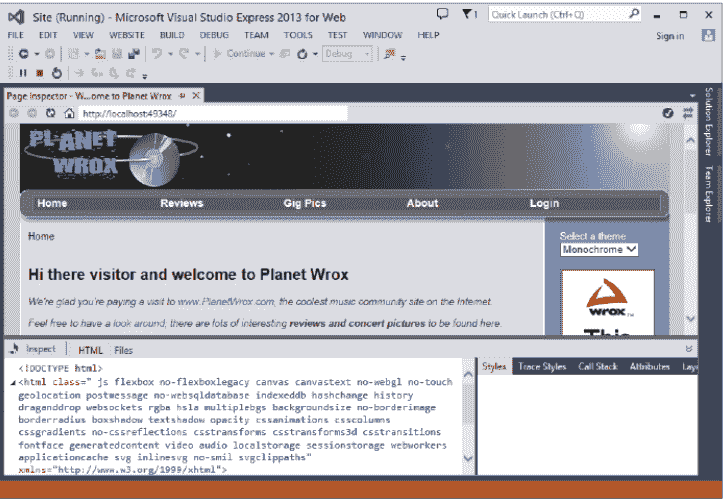 Site (Running) - Microsoft Visual Studio Express 2013 for Web
1
Quick Launch (Ctrl+Q)
FILE EDIT VIEW WEBSITE BUILD DEBUG TEAM TOOLS TEST WINDOW HELP
Sign in
Continue
Debug
Page Inspector - W...ome to Planet Wrox
http://localhost:49348/
PLANET
WROX
Home Reviews Gig Pics About Login
Home
Select a theme
Monochrome
Hi there visitor and welcome to Planet Wrox
We're glad you're paying a visit to www.PlanetWrox.com, the coolest music community site on the Internet.
Feel free to have a look around; there are lots of interesting reviews and concert pictures to be found here.
wrox
This
Solution Explorer
Team Explorer
Inspect HTML Files
Styles Trace Styles Call Stack Attributes Layo
<!DOCTYPE html>
<html class=" js flexbox no-flexboxlegacy canvas canvastext no-webgl no-touch
geolocation postmessage no-websqldatabase indexeddb hashchange history
draganddrop websockets rgba hsla multiplebgs backgroundsize no-borderimage
borderradius boxshadow textshadow opacity cssanimations csscolumns
cssgradients no-cssreflections csstransforms csstransforms3d csstransitions
fontface generatedcontent video audio localstorage sessionstorage webworkers
applicationcache svg inlinesvg no-smil svgclippaths"
xmlns="http://www.w3.org/1999/xhtml">